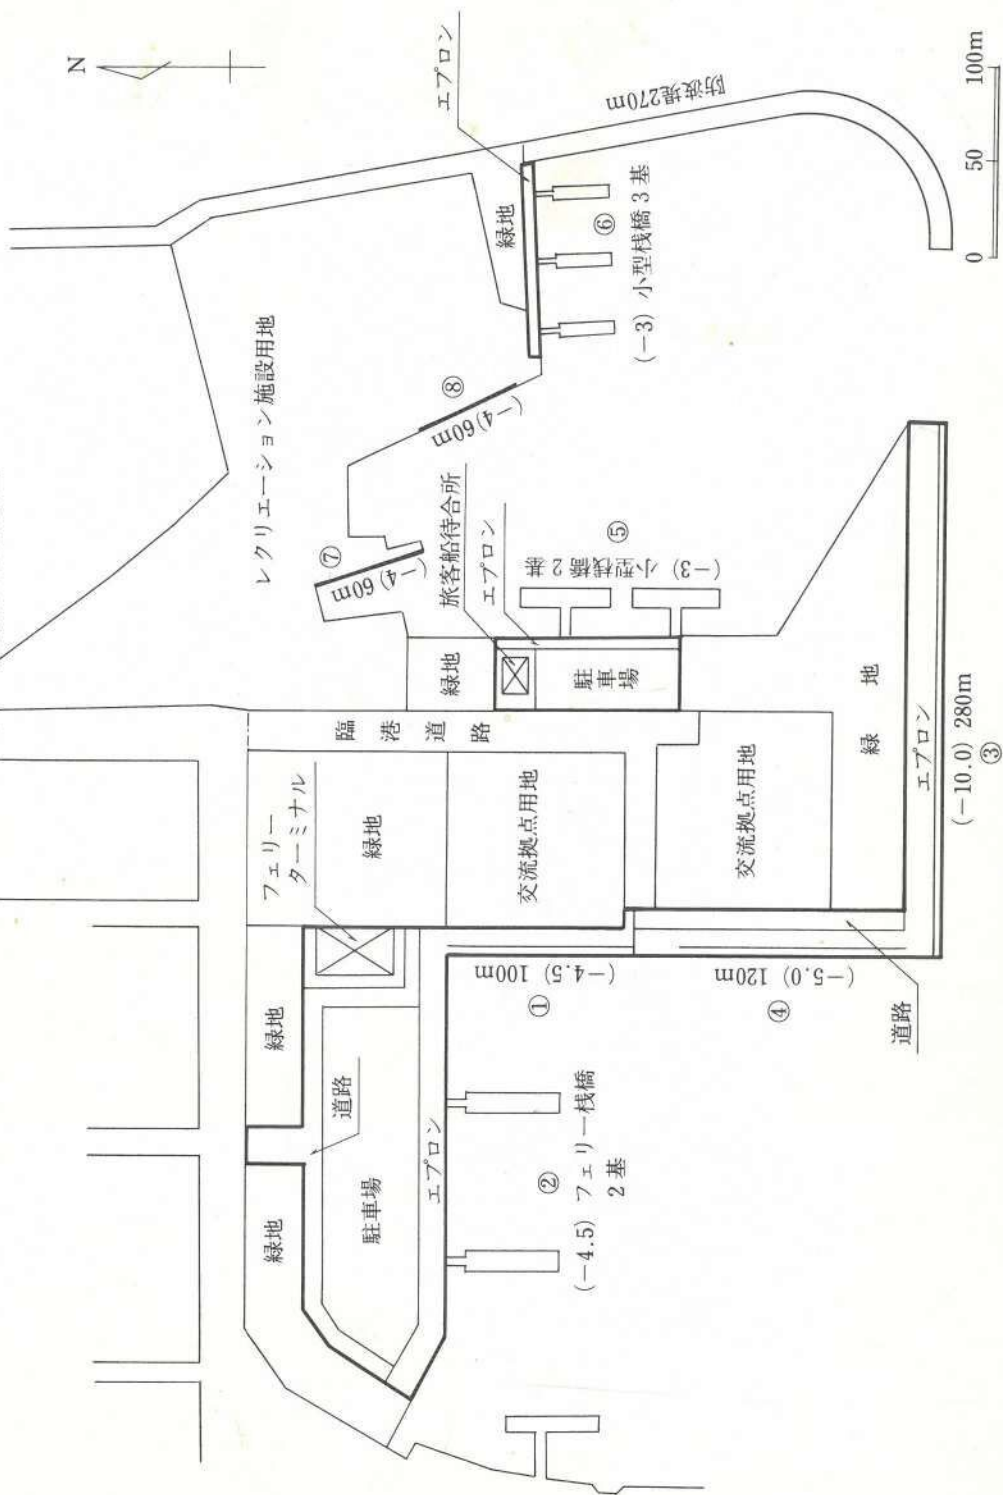 N
エプロン
防波堤270m
緑地
⑥
(-3) 小型桟橋 3 基
0 50 100m
レクリエーション施設用地
⑧
(-4) 60m
⑦
(-4) 60m
旅客船待合所
エプロン
⑤
(-3) 小型桟橋 2 基
緑地
駐車場
臨港道路
フェリー
ターミナル
緑地
交流拠点用地
交流拠点用地
緑地
エプロン
(-10.0) 280m
③
緑地
道路
緑地
駐車場
エプロン
①
(-4.5) 100m
④
(-5.0) 120m
道路
②
(-4.5) フェリー桟橋
2 基